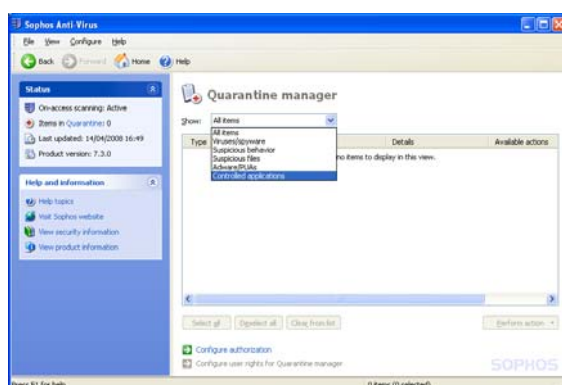 Sophos Anti-Virus
File View Configure Help
Back Forward Home Help
Status
On-access scanning: Active
Items in Quarantine: 0
Last updated: 14/04/2008 16:49
Product version: 7.3.0
Help and information
Help topics
Visit Sophos website
View security information
View product information
Quarantine manager
Show: All items
All items
Viruses/spyware
Suspicious behavior
Suspicious files
Adware/PUAs
Controlled applications
Type Details Available actions
no items to display in this view.
Select all Deselect all Clear from list Perform action
Configure authorization
Configure user rights for Quarantine manager
SOPHOS
Press F1 for help 0 items (0 selected)